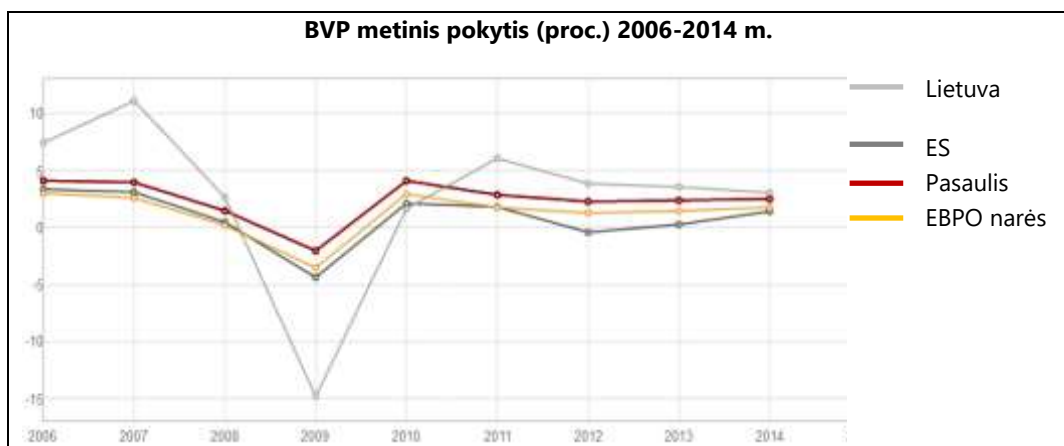 BVP metinis pokytis (proc.) 2006-2014 m.
Lietuva
ES
Pasaulis
EBPO narės
10
5
0
-5
-10
-15
2006 2007 2008 2009 2010 2011 2012 2013 2014